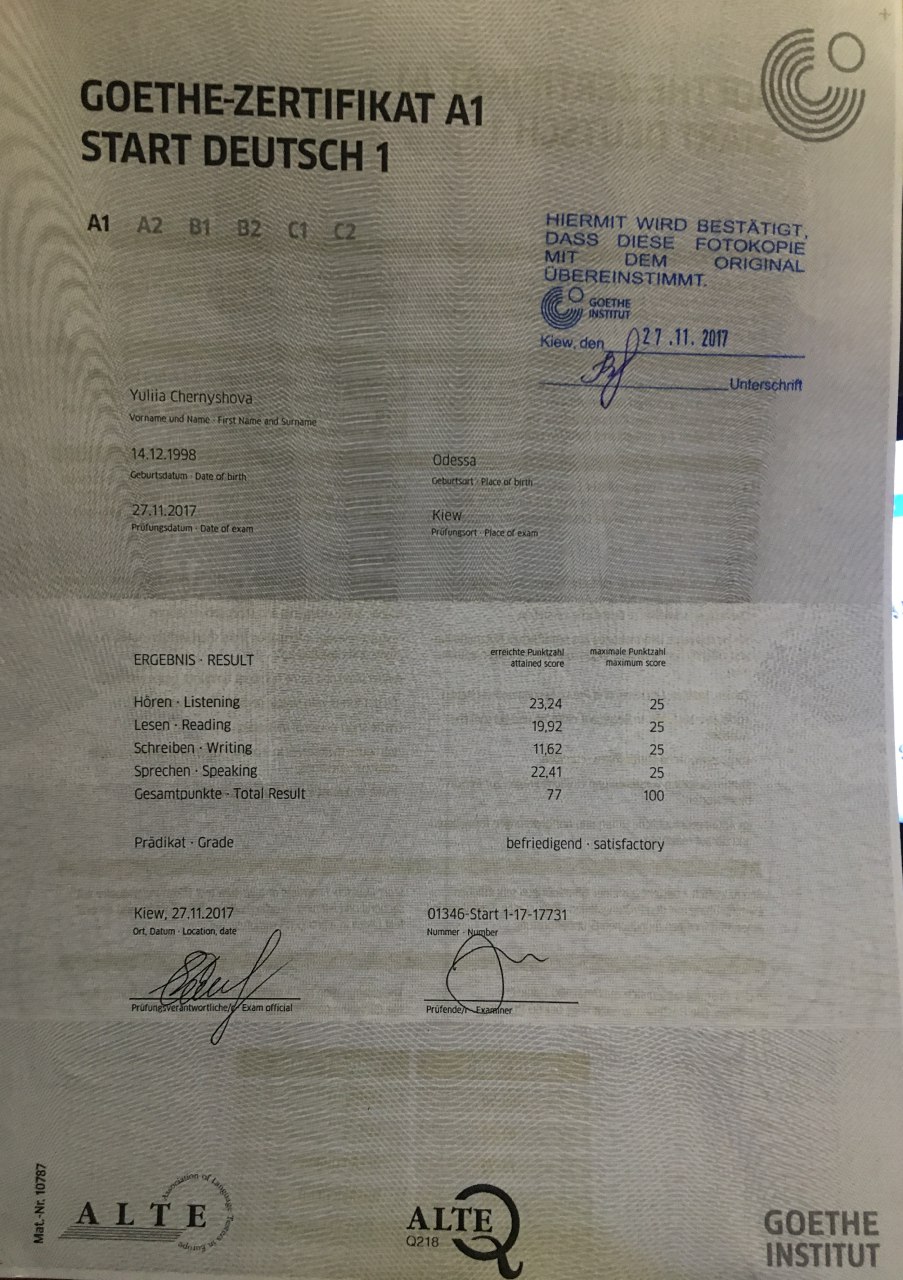 GOETHE-ZERTIFIKAT A1
START DEUTSCH 1
A1 A2 B1 B2 C1 C2
HIERMIT WIRD BESTÄTIGT,
DASS DIESE FOTOKOPIE
MIT DEM ORIGINAL
ÜBEREINSTIMMT.
GOETHE
INSTITUT
Kiew, den 27.11.2017
Unterschrift
Yuliia Chernyshova
Vorname und Name · First Name and Surname
14.12.1998
Geburtsdatum · Date of birth
Odessa
Geburtsort · Place of birth
27.11.2017
Prüfungsdatum · Date of exam
Kiew
Prüfungsort · Place of exam
ERGEBNIS · RESULT
erreichte Punktzahl
attained score
maximale Punktzahl
maximum score
Hören · Listening 23,24 25
Lesen · Reading 19,92 25
Schreiben · Writing 11,62 25
Sprechen · Speaking 22,41 25
Gesamtpunkte · Total Result 77 100
Prädikat · Grade befriedigend · satisfactory
Kiew, 27.11.2017
Ort, Datum · Location, date
01346-Start 1-17-17731
Nummer · Number
Prüfungsverantwortliche/r · Exam official
Prüfende/r · Examiner
Mat.-Nr. 10787
ALTE
Association of Language Testers in Europe
ALTE
Q218
GOETHE
INSTITUT